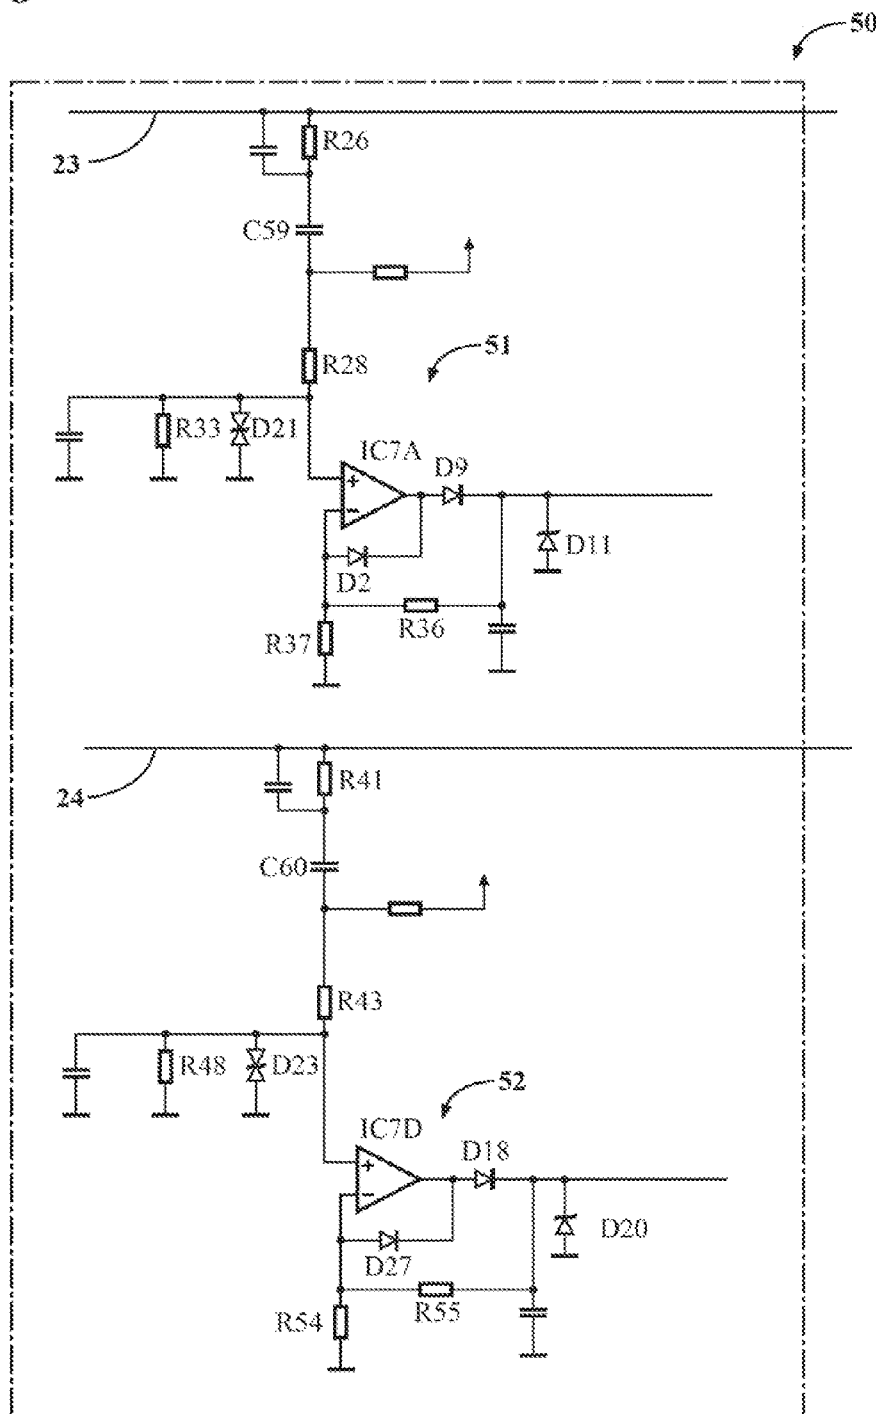 50
23
R26
C59
R28
51
R33
D21
IC7A
D9
+
−
D11
D2
R36
R37
24
R41
C60
R43
R48
D23
52
IC7D
D18
+
−
D20
D27
R55
R54